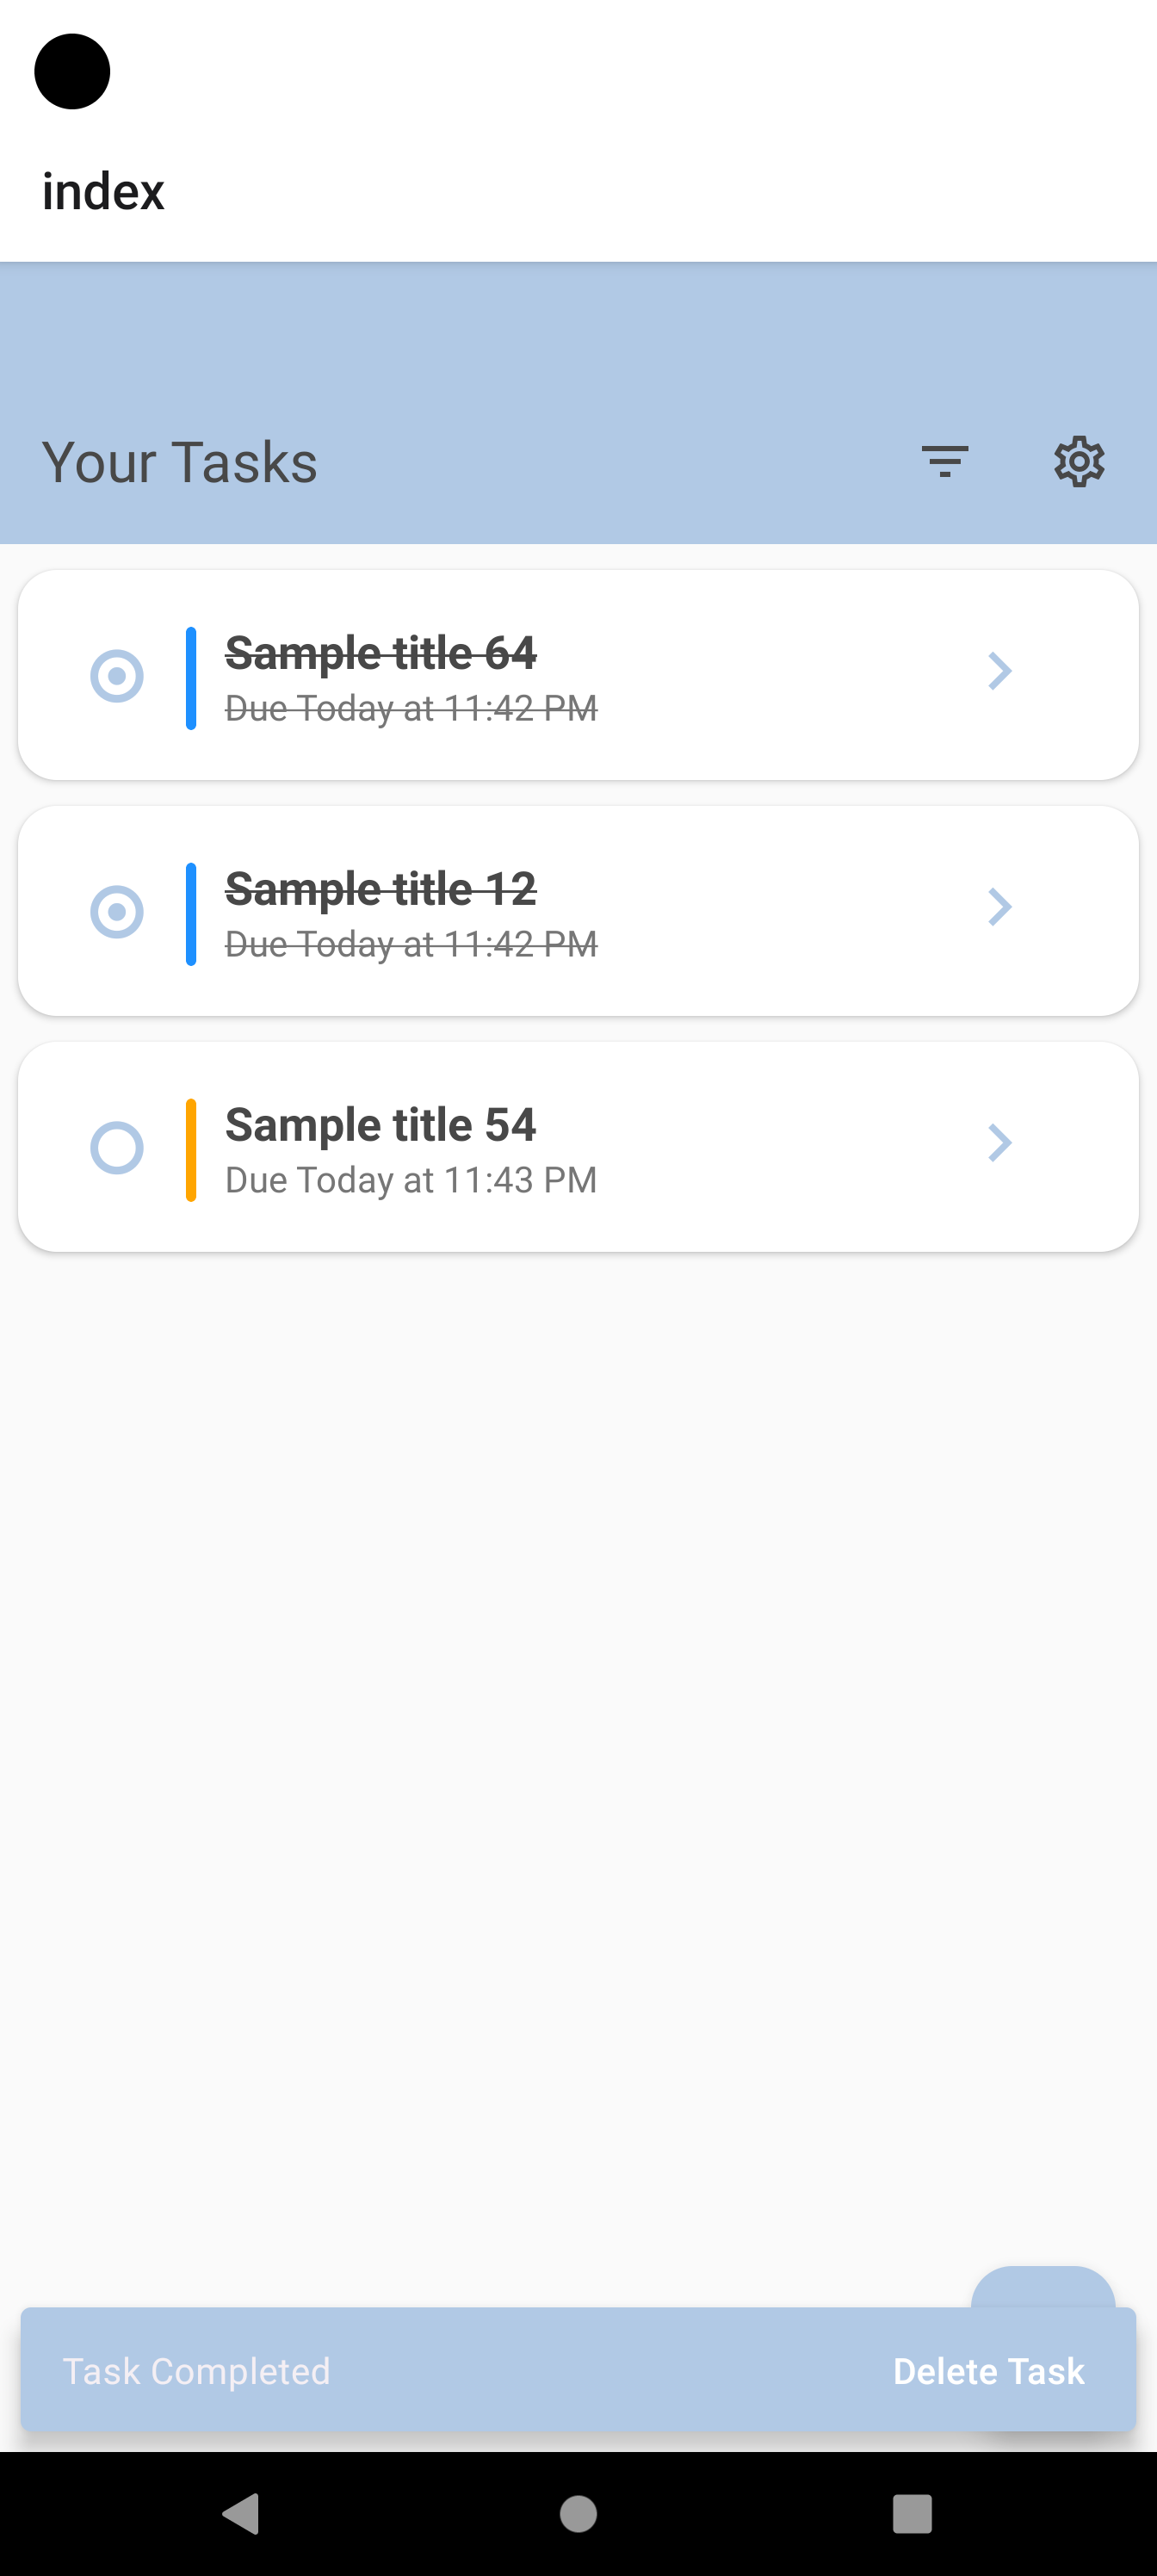 index
Your Tasks
Sample title 64
Due Today at 11:42 PM
Sample title 12
Due Today at 11:42 PM
Sample title 54
Due Today at 11:43 PM
Task Completed
Delete Task